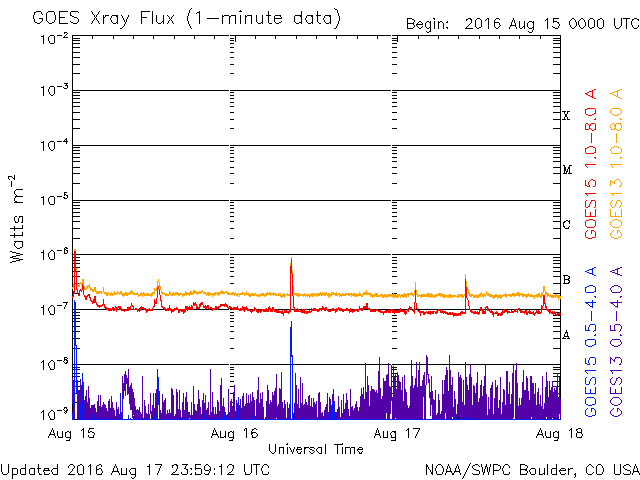 GOES Xray Flux (1-minute data)
Begin: 2016 Aug 15 0000 UTC
Watts m⁻²
10⁻²
10⁻³
10⁻⁴
10⁻⁵
10⁻⁶
10⁻⁷
10⁻⁸
10⁻⁹
X
M
C
B
A
GOES15 1.0-8.0 A
GOES13 1.0-8.0 A
GOES15 0.5-4.0 A
GOES13 0.5-4.0 A
Aug 15 Aug 16 Aug 17 Aug 18
Universal Time
Updated 2016 Aug 17 23:59:12 UTC
NOAA/SWPC Boulder, CO USA